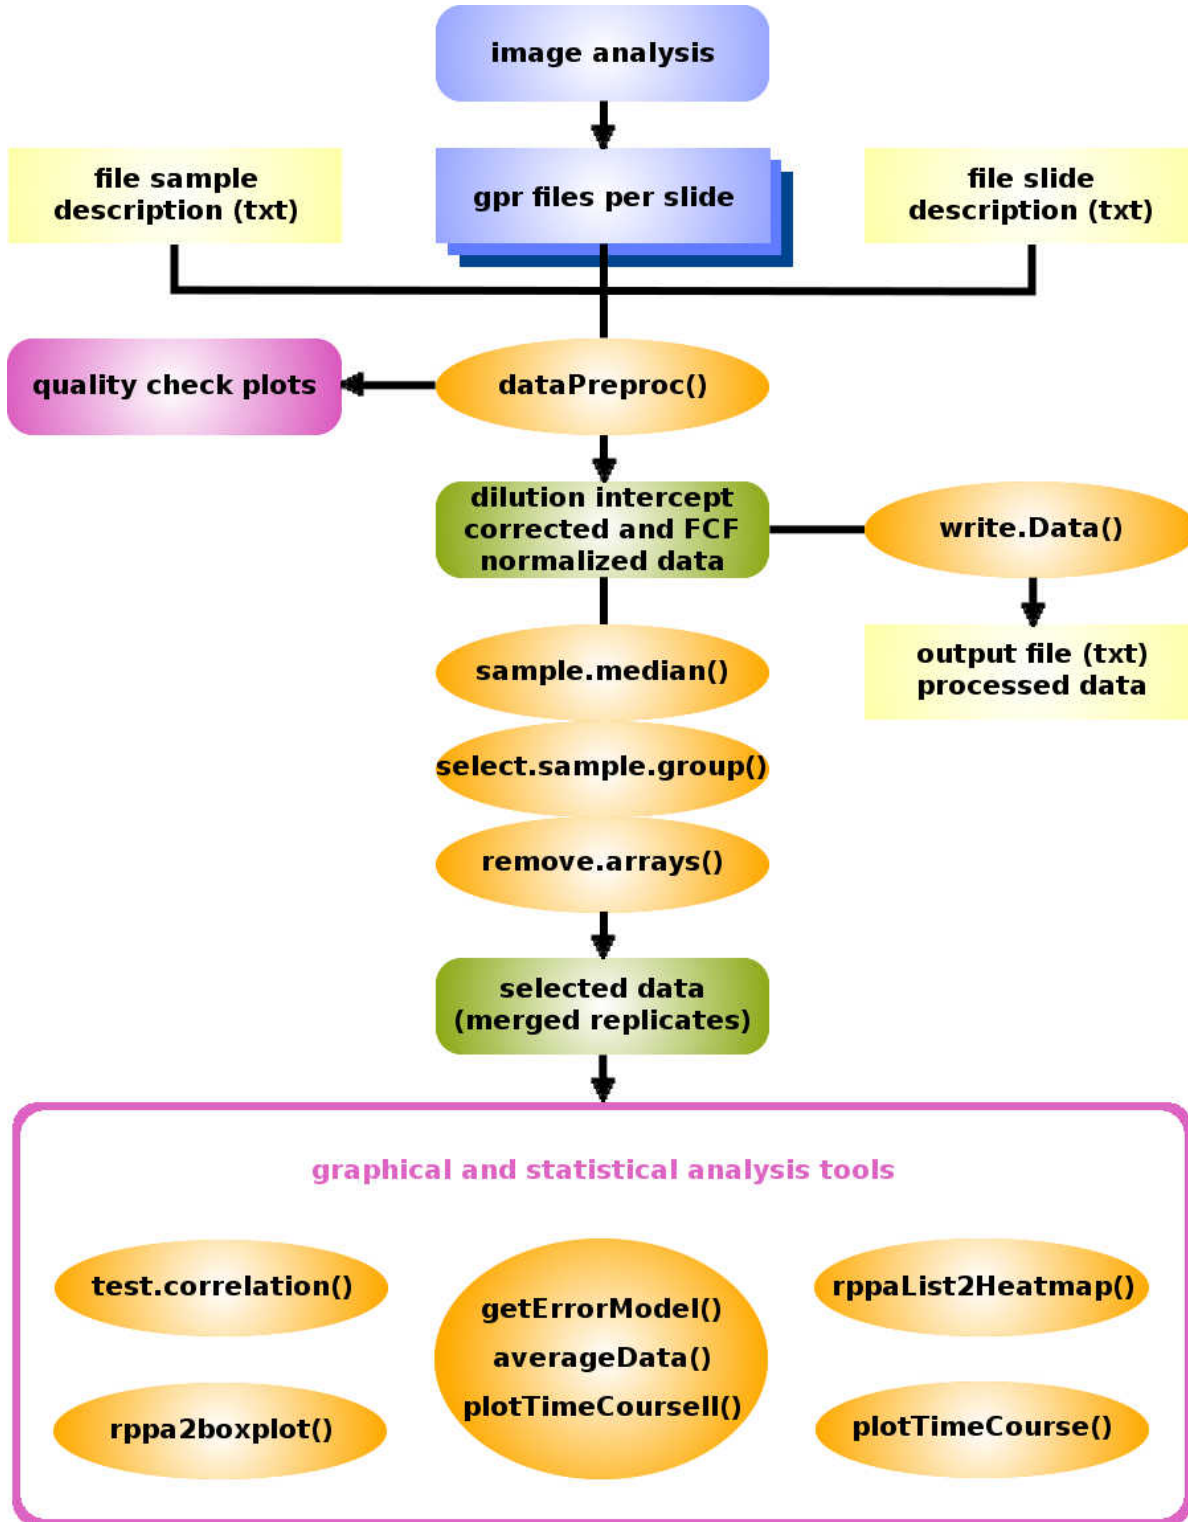 image analysis
file sample
description (txt)
gpr files per slide
file slide
description (txt)
quality check plots
dataPreproc()
dilution intercept
corrected and FCF
normalized data
write.Data()
output file (txt)
processed data
sample.median()
select.sample.group()
remove.arrays()
selected data
(merged replicates)
graphical and statistical analysis tools
test.correlation()
getErrorModel()
averageData()
plotTimeCourseII()
rppaList2Heatmap()
rppa2boxplot()
plotTimeCourse()